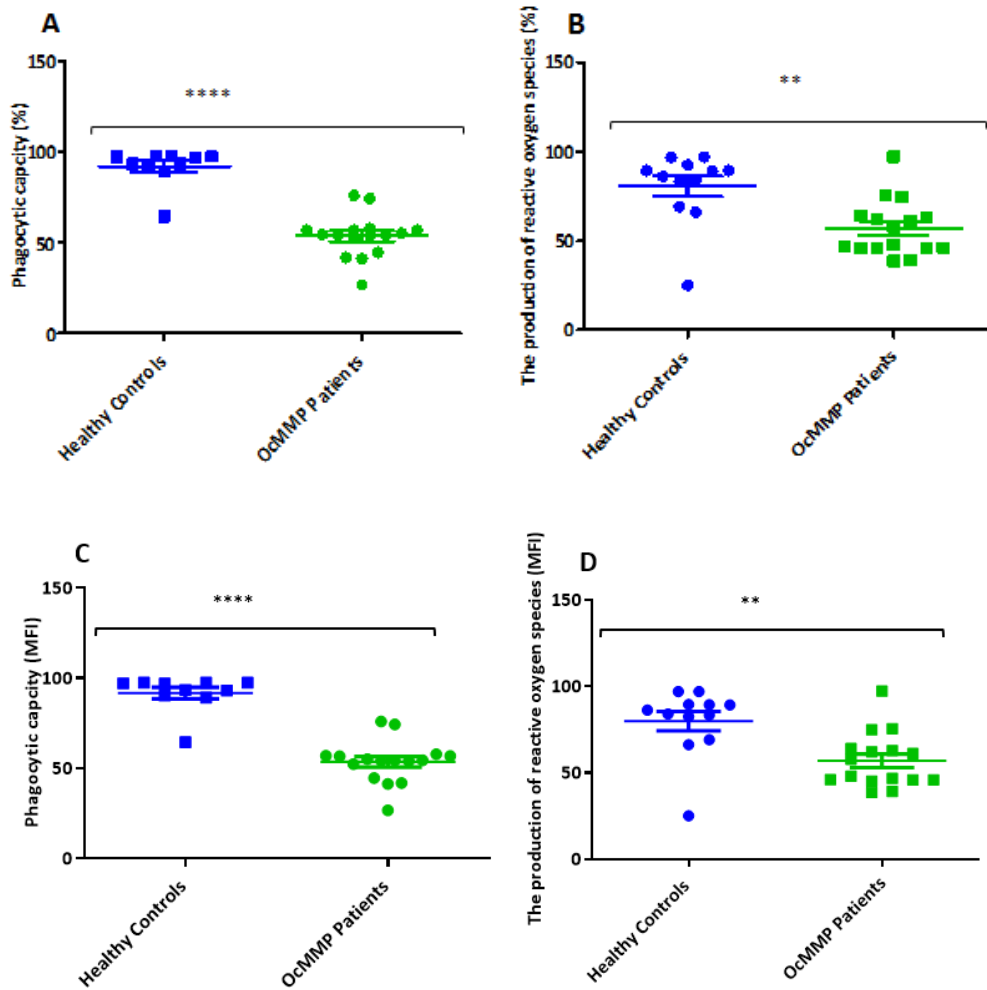 A
Phagocytic capcity (%)
150
100
50
0
****
Healthy Controls
OcMMP Patients
B
The production of reactive oxygen species (%)
150
100
50
0
**
Healthy Controls
OcMMP Patients
C
Phagocytic capcity (MFI)
150
100
50
0
****
Healthy Controls
OcMMP Patients
D
The production of reactive oxygen species (MFI)
150
100
50
0
**
Healthy Controls
OcMMP Patients